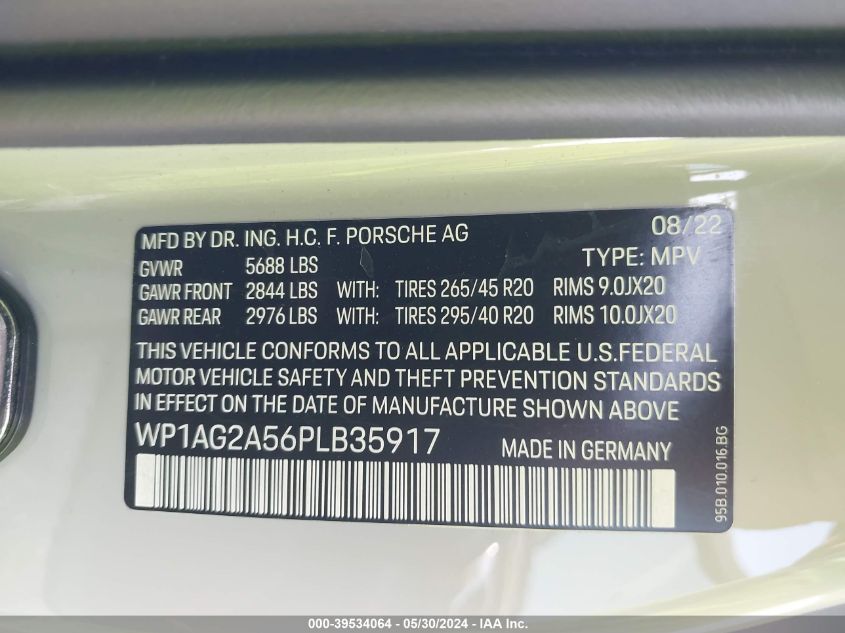 MFD BY DR. ING. H.C. F. PORSCHE AG 08/22
GVWR 5688 LBS TYPE: MPV
GAWR FRONT 2844 LBS WITH: TIRES 265/45 R20 RIMS 9.0JX20
GAWR REAR 2976 LBS WITH: TIRES 295/40 R20 RIMS 10.0JX20
THIS VEHICLE CONFORMS TO ALL APPLICABLE U.S.FEDERAL
MOTOR VEHICLE SAFETY AND THEFT PREVENTION STANDARDS
IN EFFECT ON THE DATE OF MANUFACTURE SHOWN ABOVE
WP1AG2A56PLB35917 MADE IN GERMANY
95B.010.016.BG
000-39534064 - 05/30/2024 - IAA Inc.